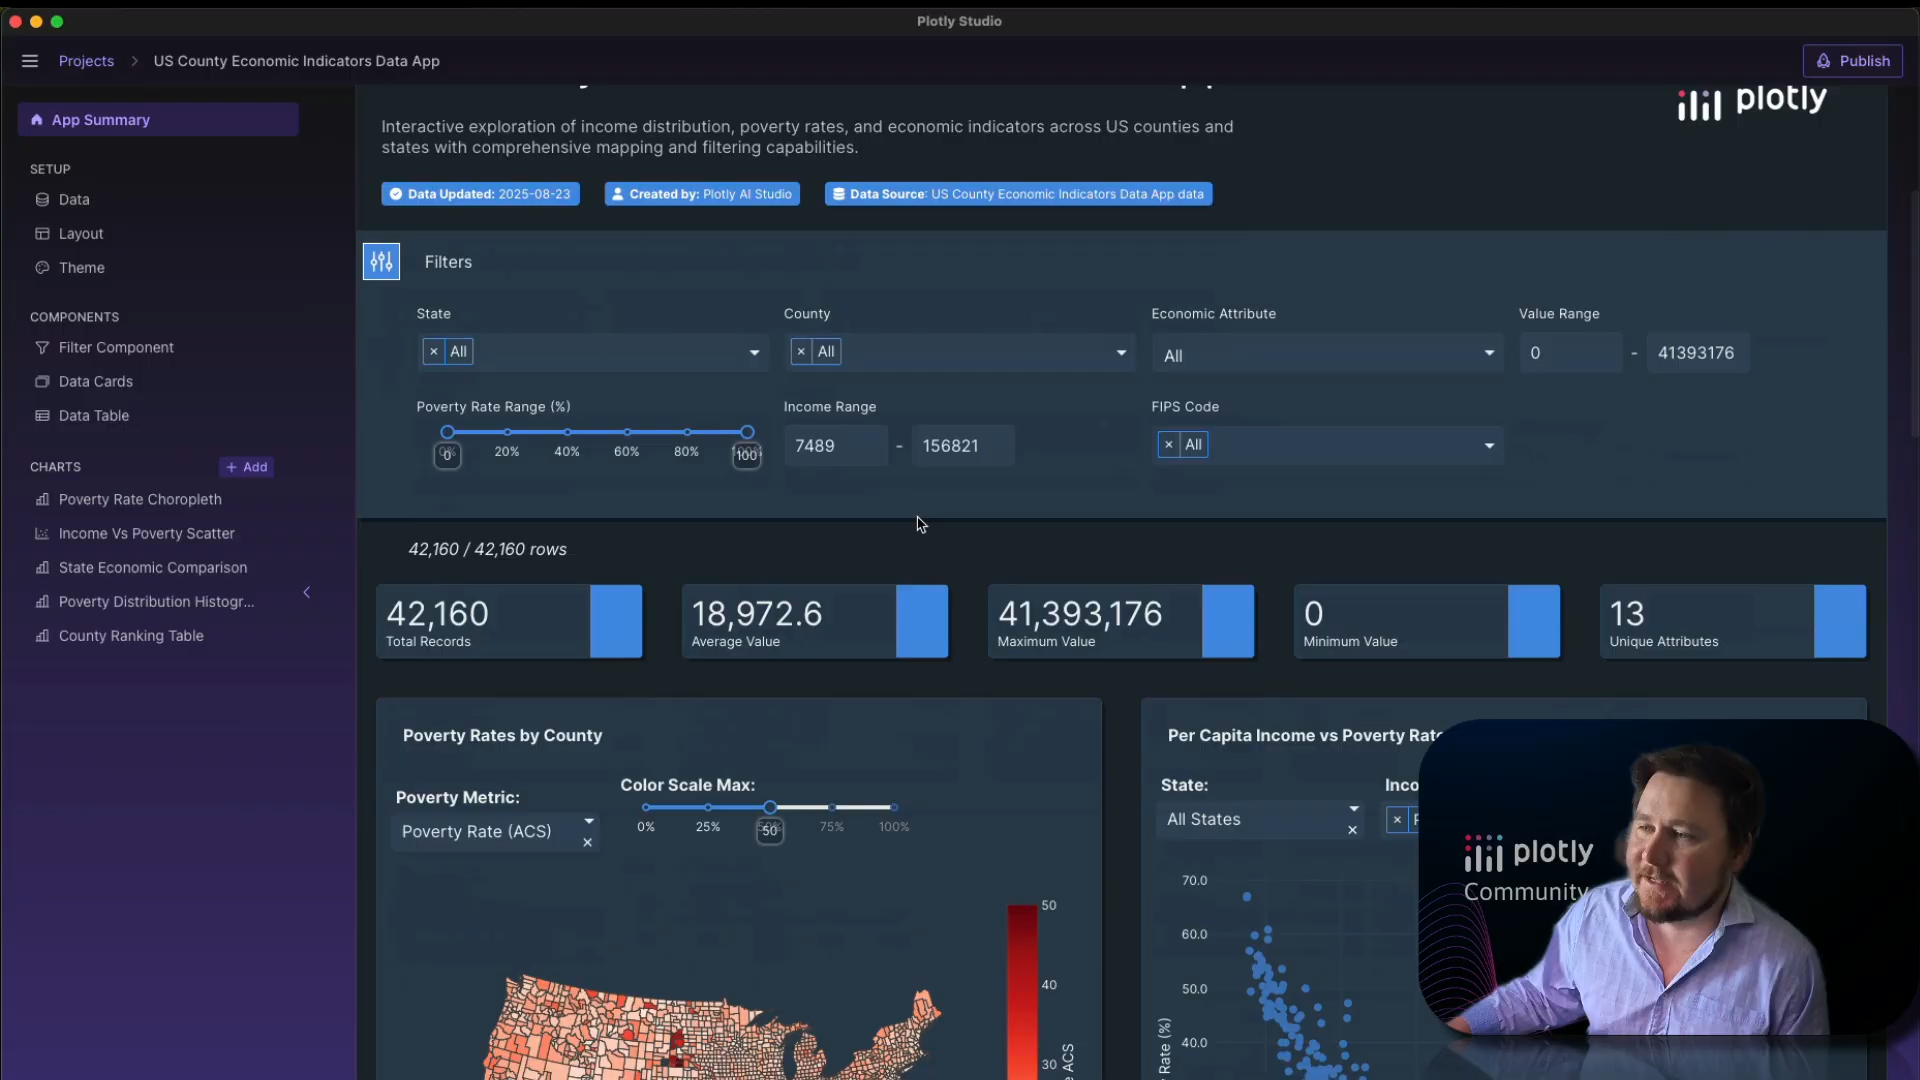 Plotly Studio
Projects > US County Economic Indicators Data App
Publish
App Summary
SETUP
Data
Layout
Theme
COMPONENTS
Filter Component
Data Cards
Data Table
CHARTS
+ Add
Poverty Rate Choropleth
Income Vs Poverty Scatter
State Economic Comparison
Poverty Distribution Histogr...
County Ranking Table
plotly
Interactive exploration of income distribution, poverty rates, and economic indicators across US counties and
states with comprehensive mapping and filtering capabilities.
Data Updated: 2025-08-23
Created by: Plotly AI Studio
Data Source: US County Economic Indicators Data App data
Filters
State
County
Economic Attribute
Value Range
× All
× All
All
0 - 41393176
Poverty Rate Range (%)
Income Range
FIPS Code
20% 40% 60% 80%
0
100
7489 - 156821
× All
42,160 / 42,160 rows
42,160
Total Records
18,972.6
Average Value
41,393,176
Maximum Value
0
Minimum Value
13
Unique Attributes
Poverty Rates by County
Poverty Metric:
Poverty Rate (ACS)
×
Color Scale Max:
0% 25% 75% 100%
50
50
40
30
ACS
Per Capita Income vs Poverty Rate
State:
All States
×
Inco
×
70.0
60.0
50.0
40.0
Rate (%)
plotly
Community